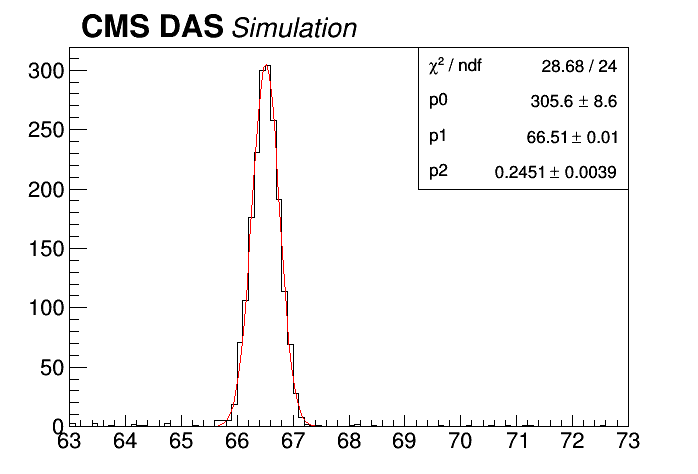 CMS DAS Simulation
χ² / ndf 28.68 / 24
p0 305.6 ± 8.6
p1 66.51 ± 0.01
p2 0.2451 ± 0.0039
300
250
200
150
100
50
0
63 64 65 66 67 68 69 70 71 72 73